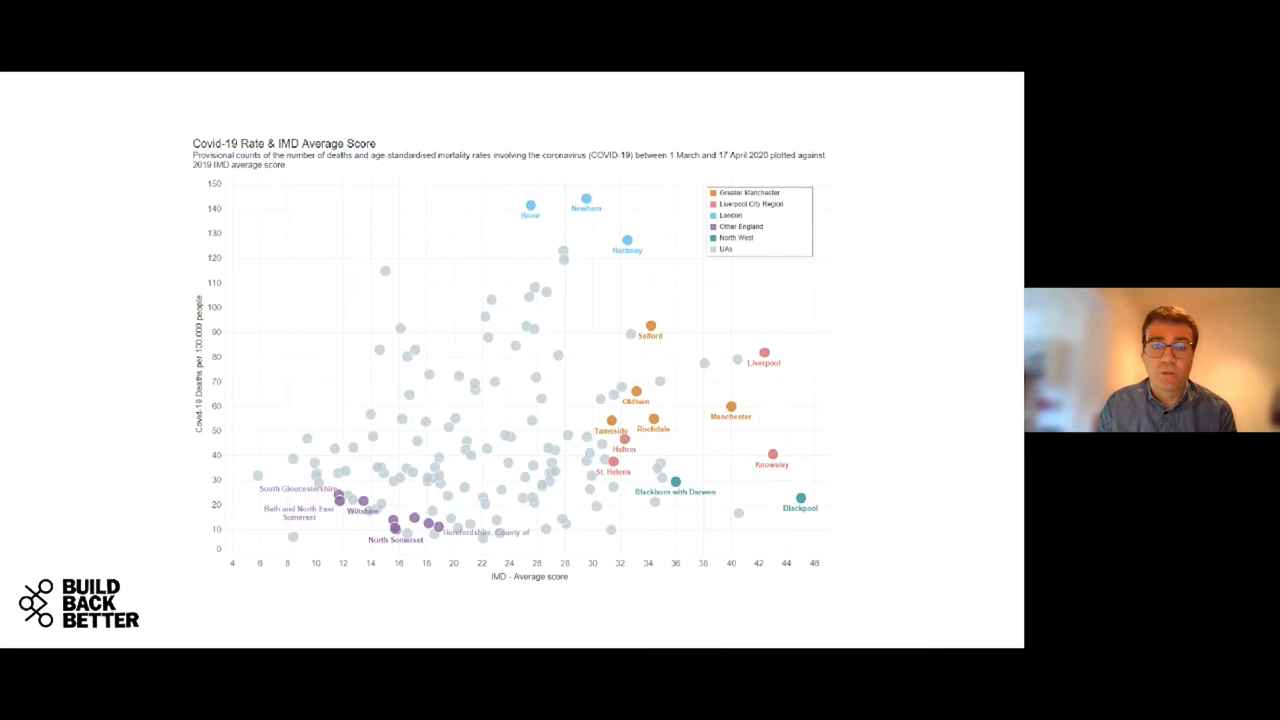 Covid-19 Rate & IMD Average Score
Provisional counts of the number of deaths and age-standardised mortality rates involving the coronavirus (COVID-19) between 1 March and 17 April 2020 plotted against
2019 IMD average score
150
140
130
120
110
100
90
80
70
60
50
40
30
20
10
0
Covid-19 Deaths per 100,000 people
Greater Manchester
Liverpool City Region
London
Other England
North West
UAs
Brent
Newham
Hackney
Salford
Liverpool
Oldham
Manchester
Tameside
Rochdale
Halton
St. Helens
Knowsley
Blackburn with Darwen
Blackpool
South Gloucestershire
Bath and North East
Somerset
Wiltshire
North Somerset
Herefordshire, County of
4 6 8 10 12 14 16 18 20 22 24 26 28 30 32 34 36 38 40 42 44 46
IMD - Average score
BUILD
BACK
BETTER